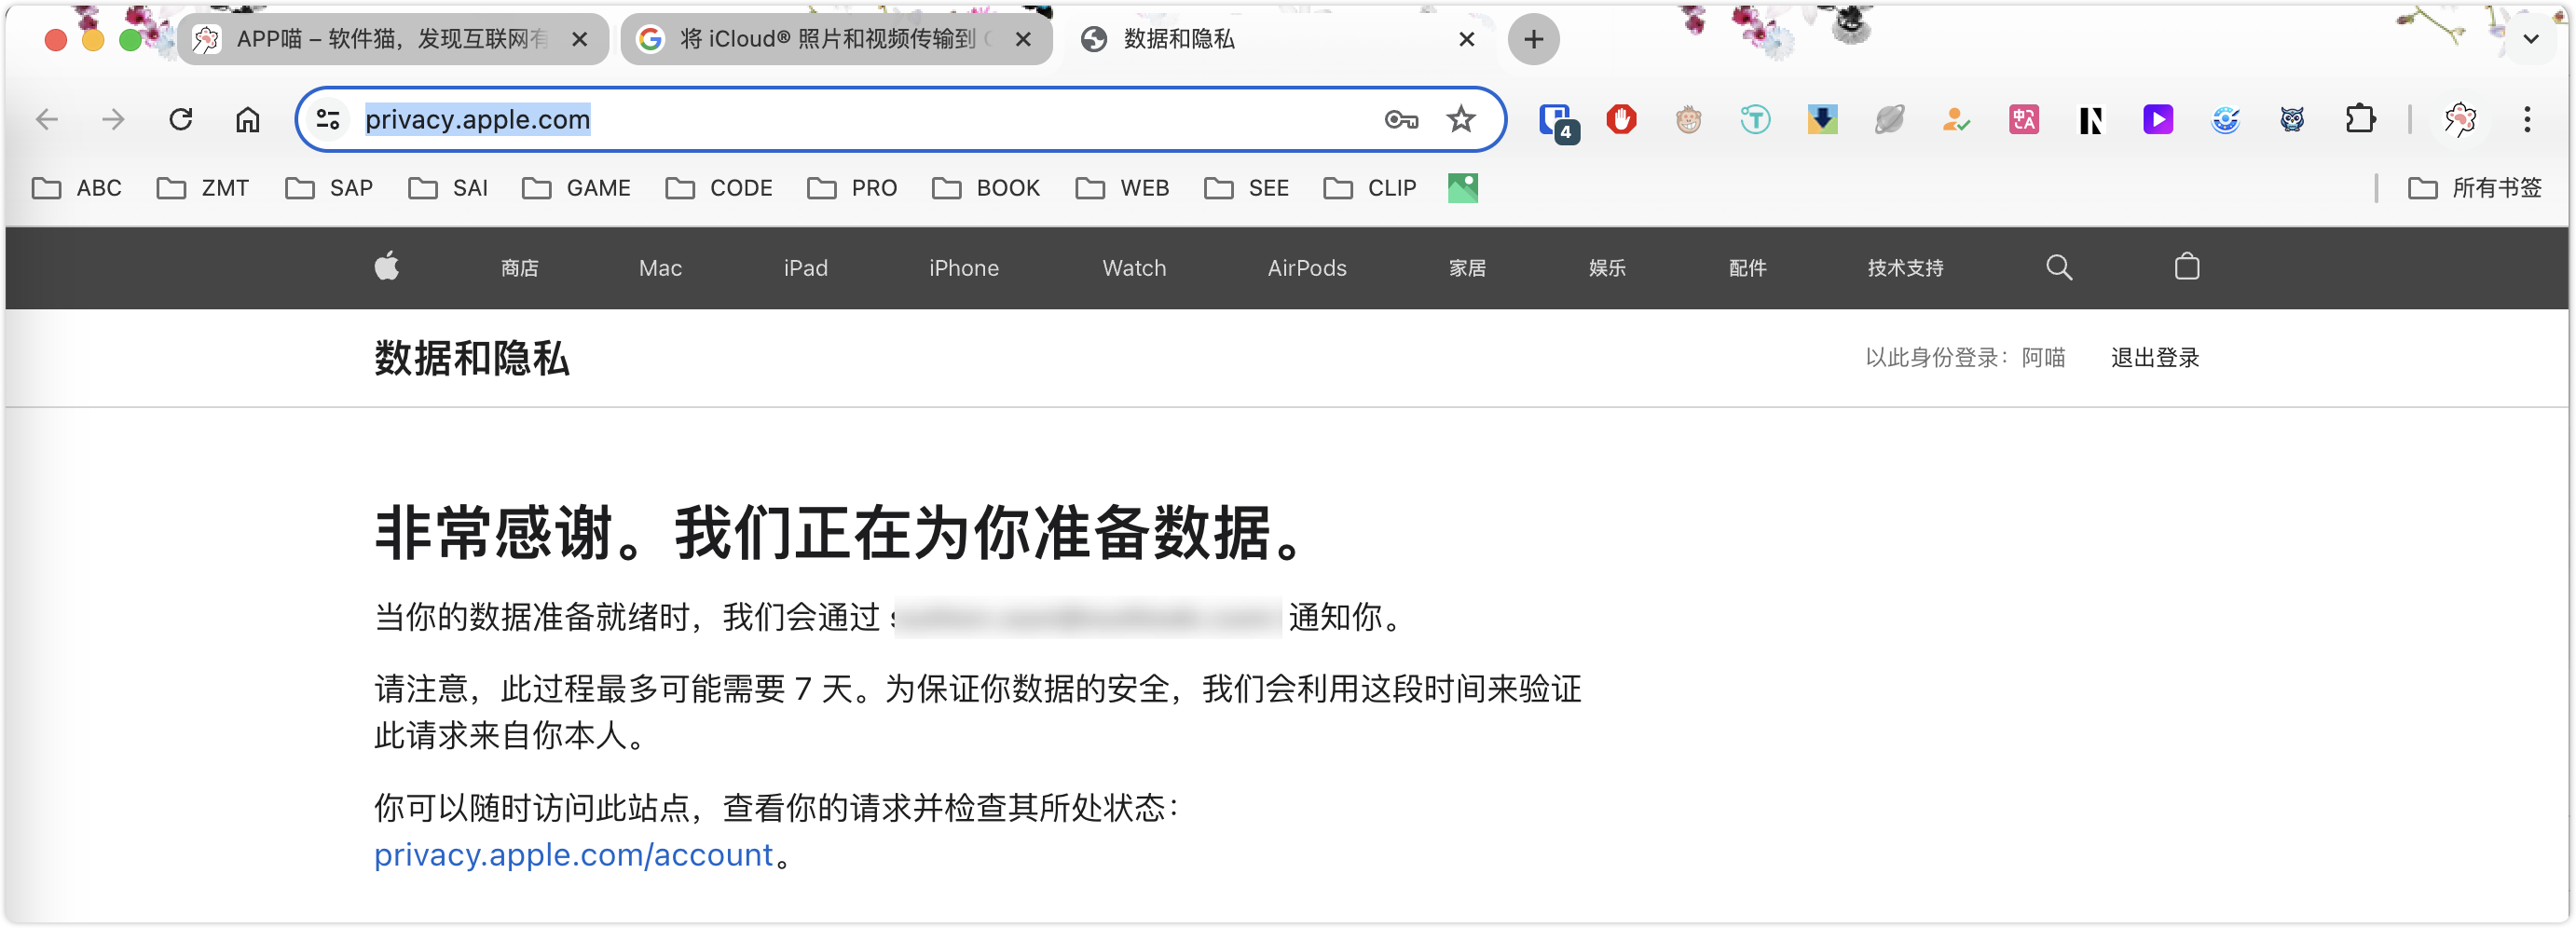 APP喵 – 软件猫，发现互联网有
将 iCloud® 照片和视频传输到
数据和隐私
privacy.apple.com
4
ABC ZMT SAP SAI GAME CODE PRO BOOK WEB SEE CLIP 所有书签
商店 Mac iPad iPhone Watch AirPods 家居 娱乐 配件 技术支持
数据和隐私
以此身份登录：阿喵 退出登录
非常感谢。我们正在为你准备数据。
当你的数据准备就绪时，我们会通过 通知你。
请注意，此过程最多可能需要 7 天。为保证你数据的安全，我们会利用这段时间来验证
此请求来自你本人。
你可以随时访问此站点，查看你的请求并检查其所处状态：
privacy.apple.com/account。